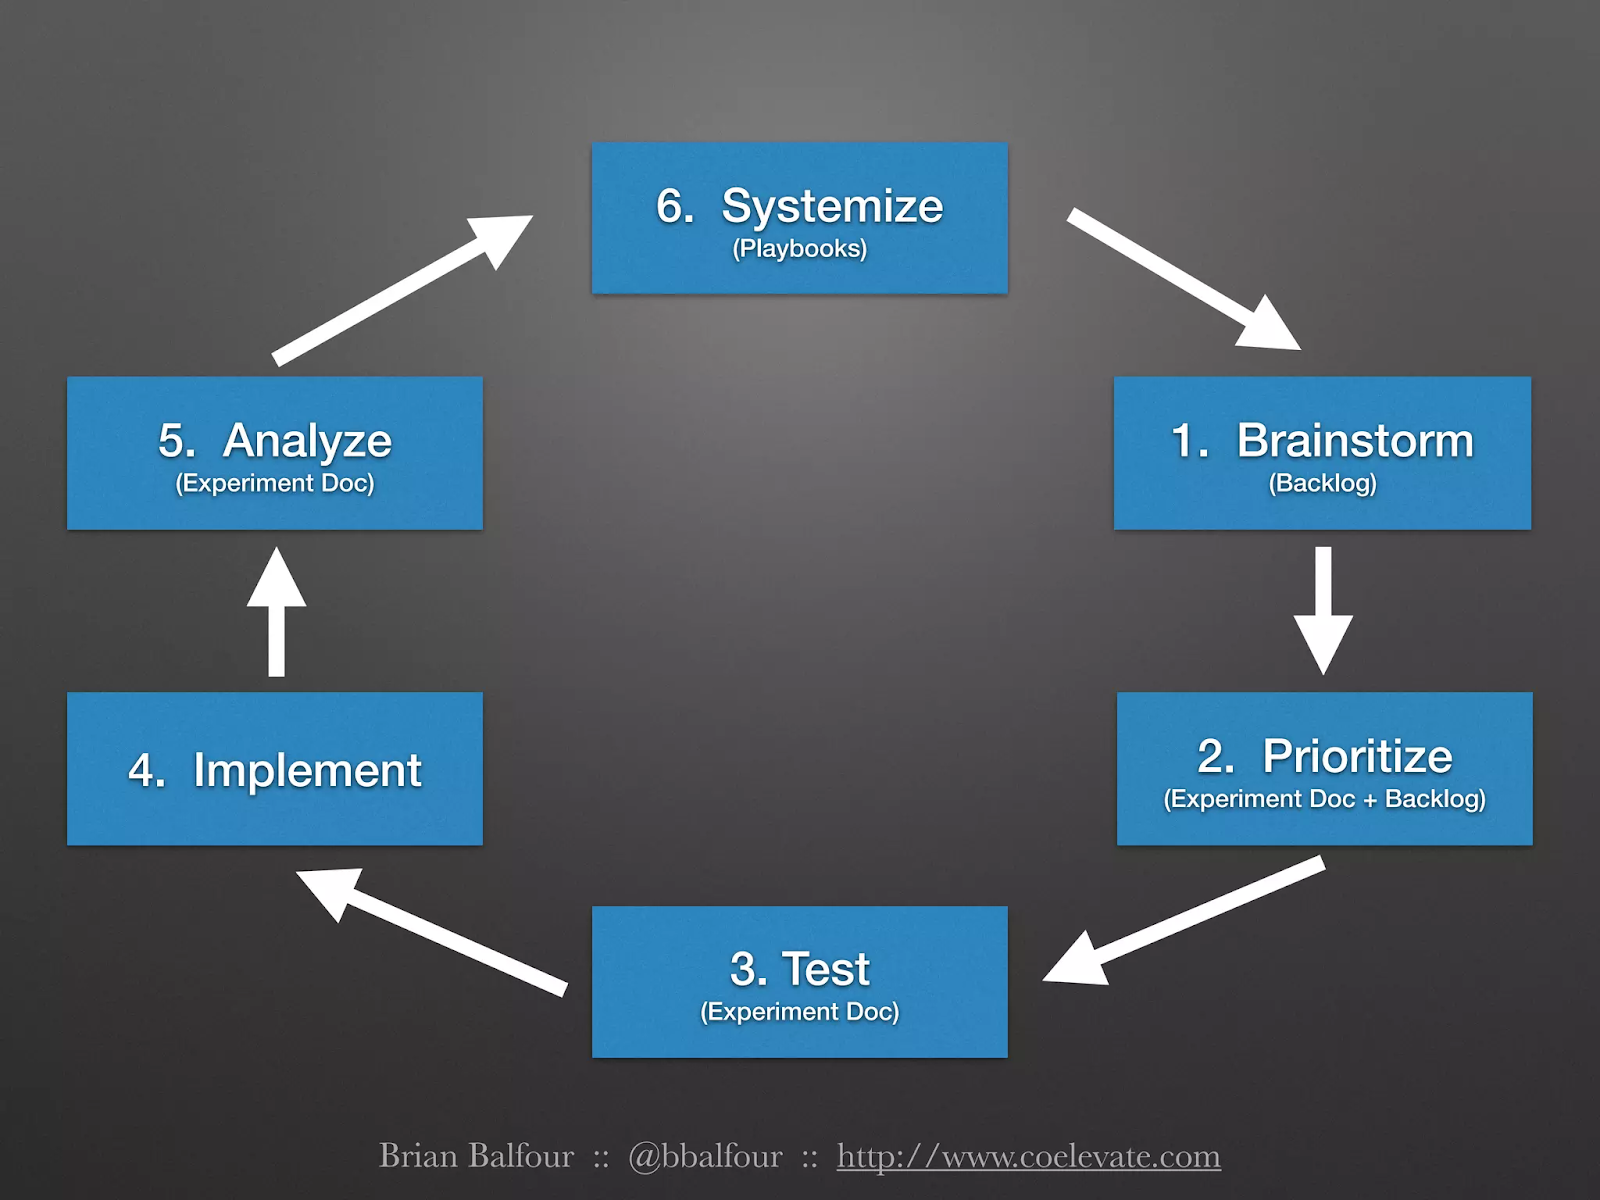 6. Systemize
(Playbooks)
5. Analyze
(Experiment Doc)
1. Brainstorm
(Backlog)
4. Implement
2. Prioritize
(Experiment Doc + Backlog)
3. Test
(Experiment Doc)
Brian Balfour :: @bbalfour :: http://www.coelevate.com